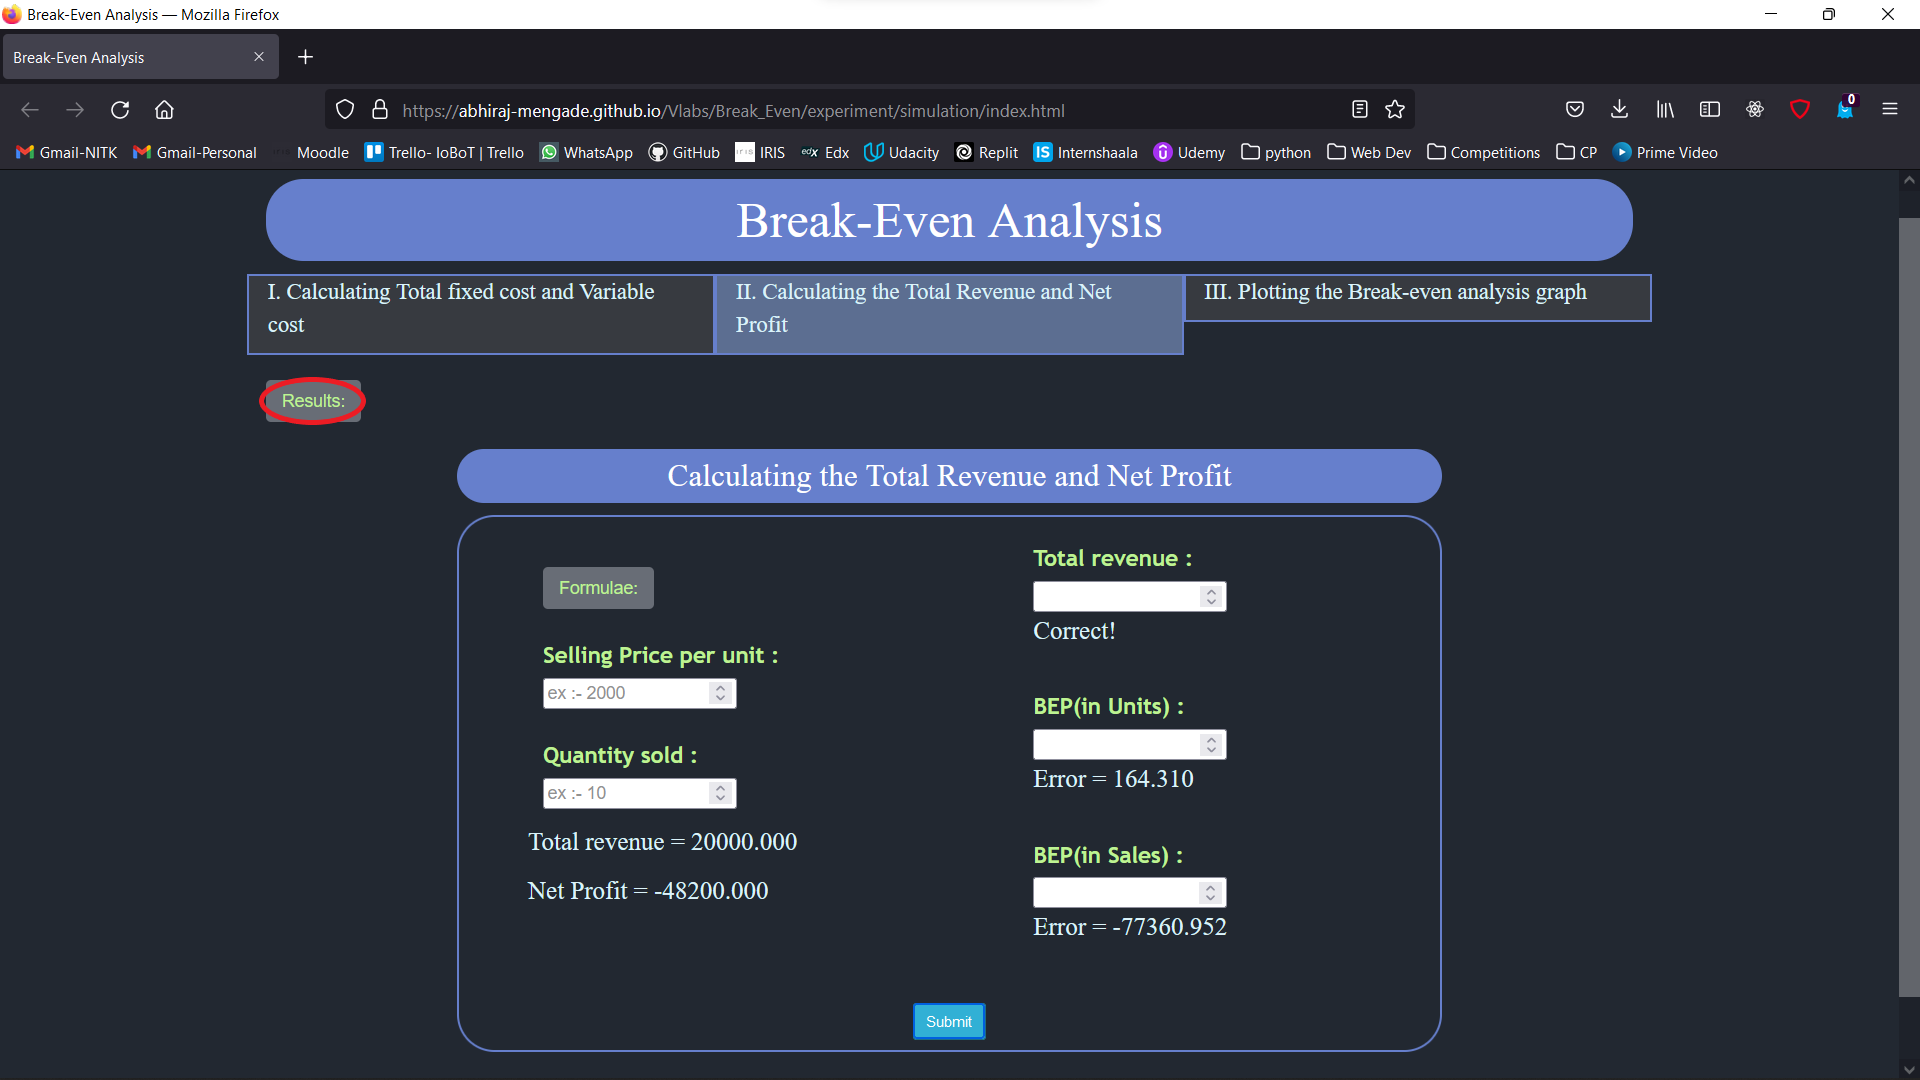 Break-Even Analysis — Mozilla Firefox
Break-Even Analysis
https://abhiraj-mengade.github.io/Vlabs/Break_Even/experiment/simulation/index.html
0
Gmail-NITK Gmail-Personal Moodle Trello- IoBoT | Trello WhatsApp GitHub IRIS IRIS edX Edx Udacity Replit IS Internshaala Udemy python Web Dev Competitions CP Prime Video
Break-Even Analysis
I. Calculating Total fixed cost and Variable
cost
II. Calculating the Total Revenue and Net
Profit
III. Plotting the Break-even analysis graph
Results:
Calculating the Total Revenue and Net Profit
Formulae:
Selling Price per unit :
ex :- 2000
Quantity sold :
ex :- 10
Total revenue = 20000.000
Net Profit = -48200.000
Total revenue :
Correct!
BEP(in Units) :
Error = 164.310
BEP(in Sales) :
Error = -77360.952
Submit